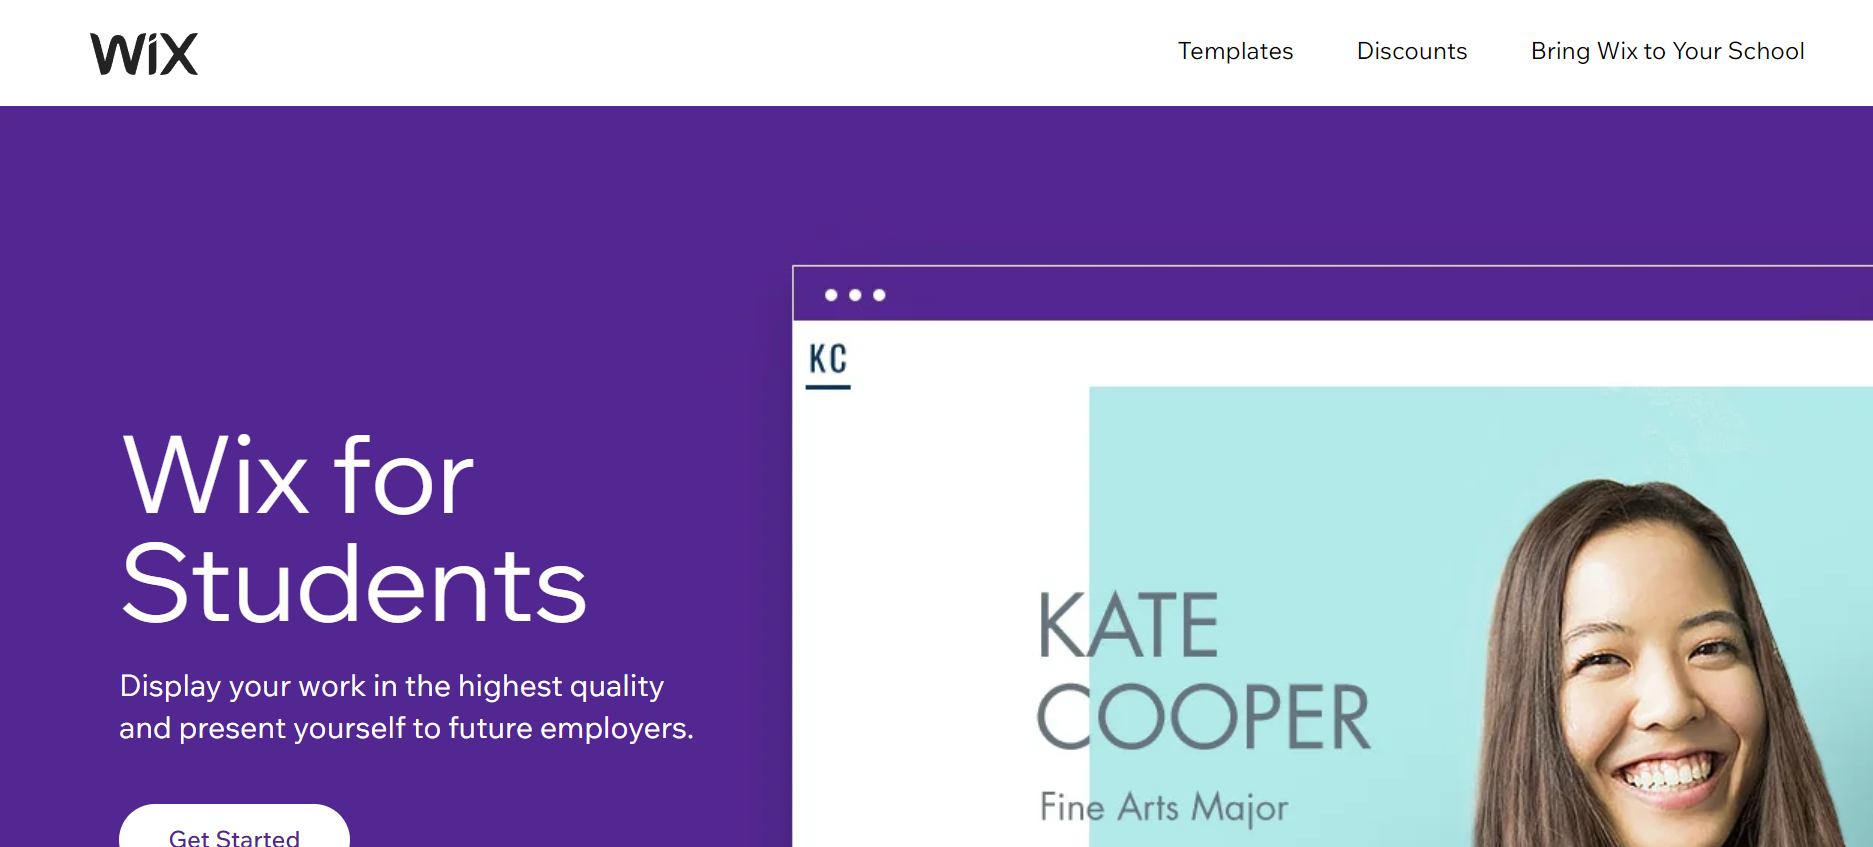 WiX
Templates
Discounts
Bring Wix to Your School
Wix for
Students
Display your work in the highest quality
and present yourself to future employers.
Get Started
KC
KATE
COOPER
Fine Arts Major